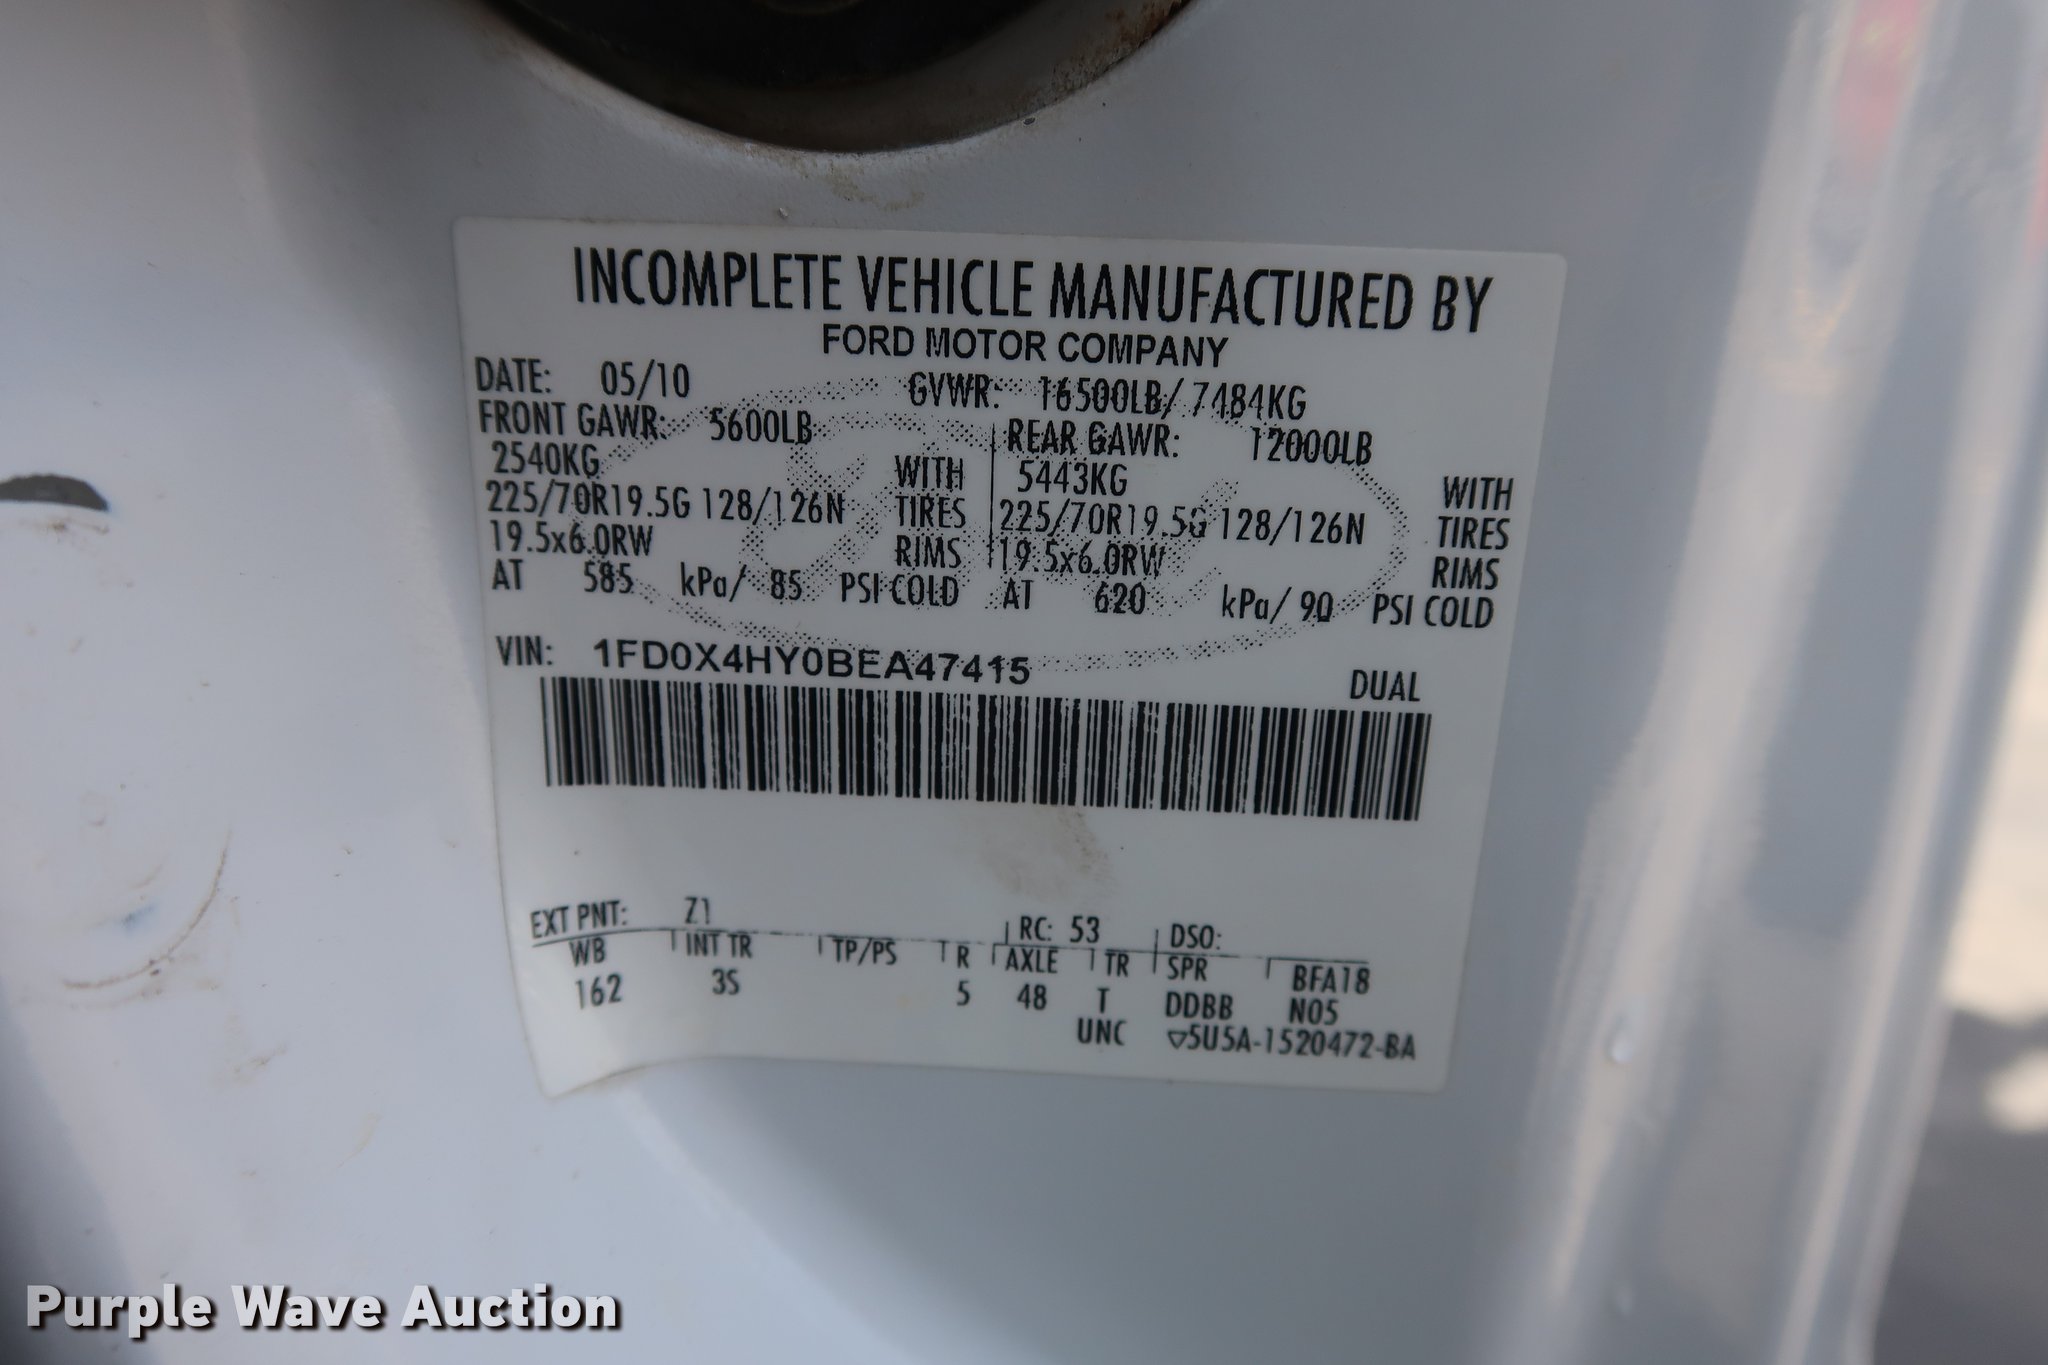 INCOMPLETE VEHICLE MANUFACTURED BY
FORD MOTOR COMPANY
DATE: 05/10 GVWR: 16500LB/ 7484KG
FRONT GAWR: 5600LB REAR GAWR: 12000LB
2540KG WITH 5443KG WITH
225/70R19.5G 128/126N TIRES 225/70R19.5G 128/126N TIRES
19.5x6.0RW RIMS 19.5x6.0RW RIMS
AT 585 kPa/ 85 PSI COLD AT 620 kPa/ 90 PSI COLD
VIN: 1FD0X4HY0BEA47415
DUAL
EXT PNT: Z1 RC: 53 DSO:
WB INT TR TP/PS R AXLE TR SPR BFA18
162 3S 5 48 T DDBB N05
UNC ▽5U5A-1520472-BA
Purple Wave Auction